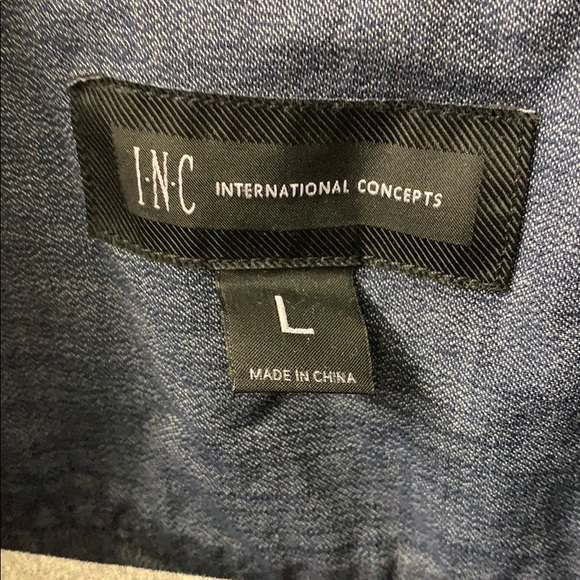 I·N·C INTERNATIONAL CONCEPTS
L
MADE IN CHINA